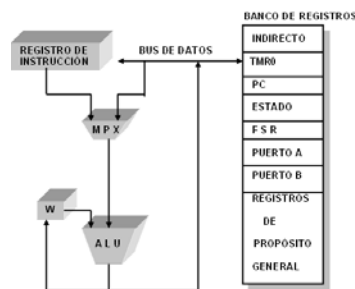 BANCO DE REGISTROS
REGISTRO DE
INSTRUCCIÓN
BUS DE DATOS
INDIRECTO
TMR0
PC
ESTADO
F S R
PUERTO A
PUERTO B
REGISTROS
DE
PROPOSITO
GENERAL
M P X
W
A L U